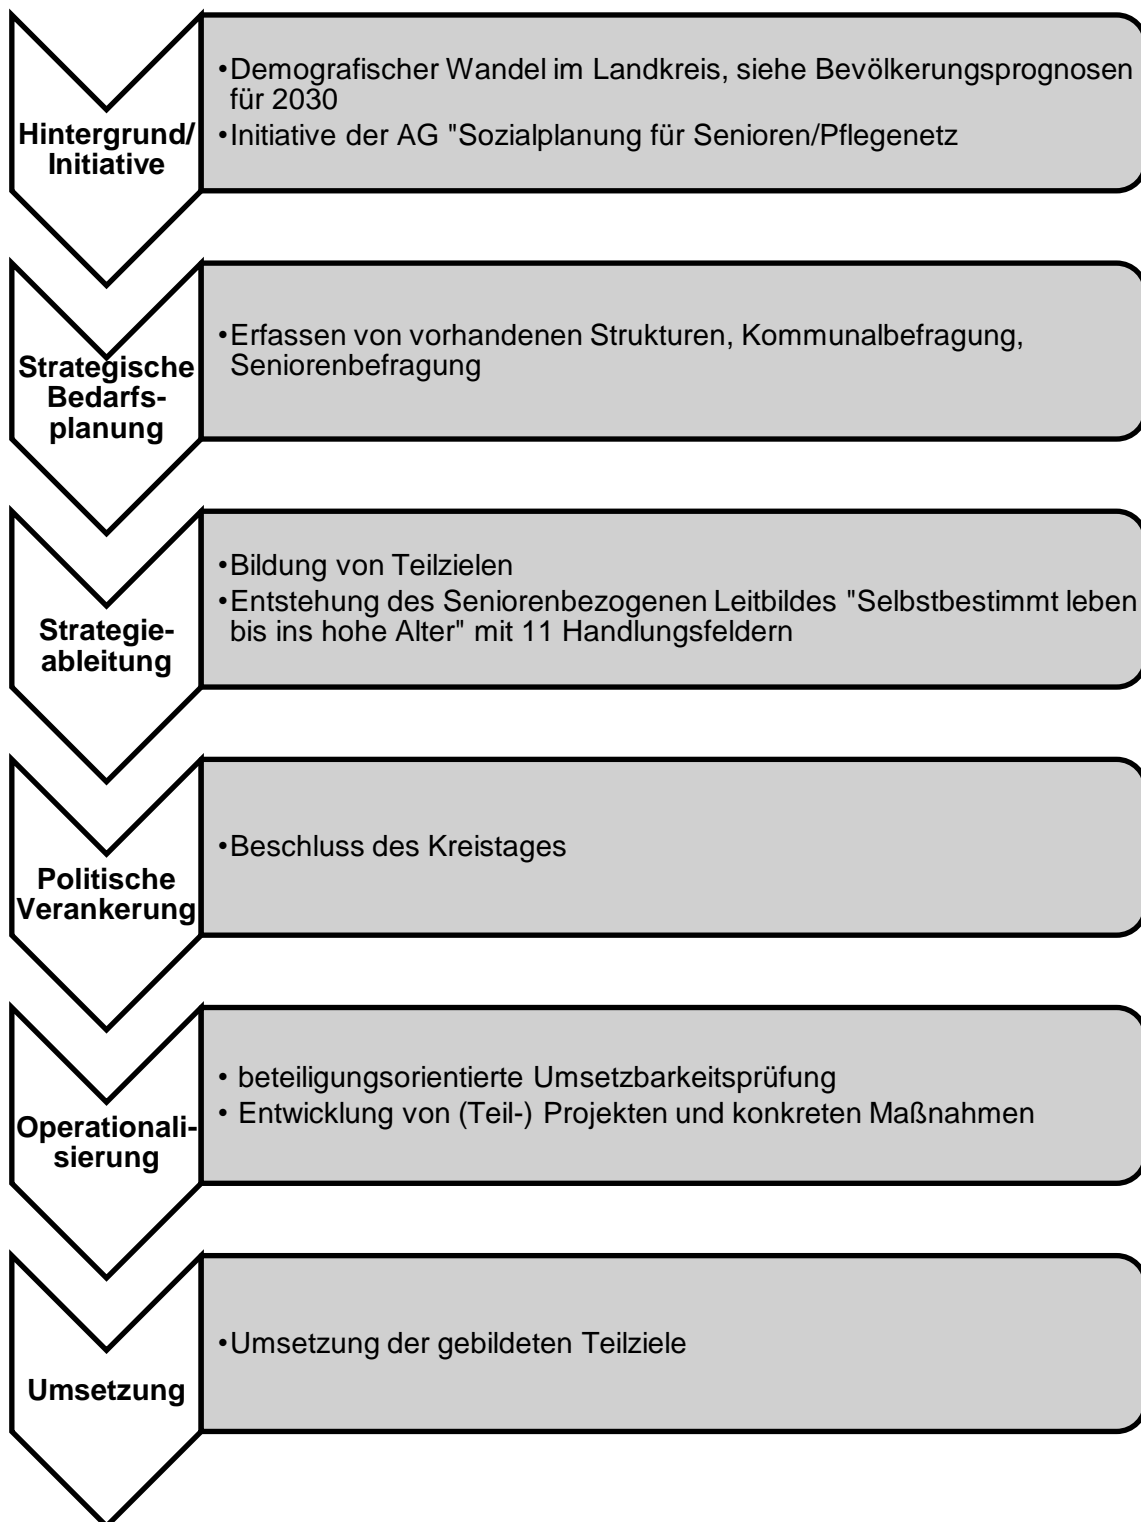 Hintergrund/
Initiative
•Demografischer Wandel im Landkreis, siehe Bevölkerungsprognosen
für 2030
•Initiative der AG "Sozialplanung für Senioren/Pflegenetz
Strategische
Bedarfs-
planung
•Erfassen von vorhandenen Strukturen, Kommunalbefragung,
Seniorenbefragung
Strategie-
ableitung
•Bildung von Teilzielen
•Entstehung des Seniorenbezogenen Leitbildes "Selbstbestimmt leben
bis ins hohe Alter" mit 11 Handlungsfeldern
Politische
Verankerung
•Beschluss des Kreistages
Operationali-
sierung
• beteiligungsorientierte Umsetzbarkeitsprüfung
• Entwicklung von (Teil-) Projekten und konkreten Maßnahmen
Umsetzung
•Umsetzung der gebildeten Teilziele